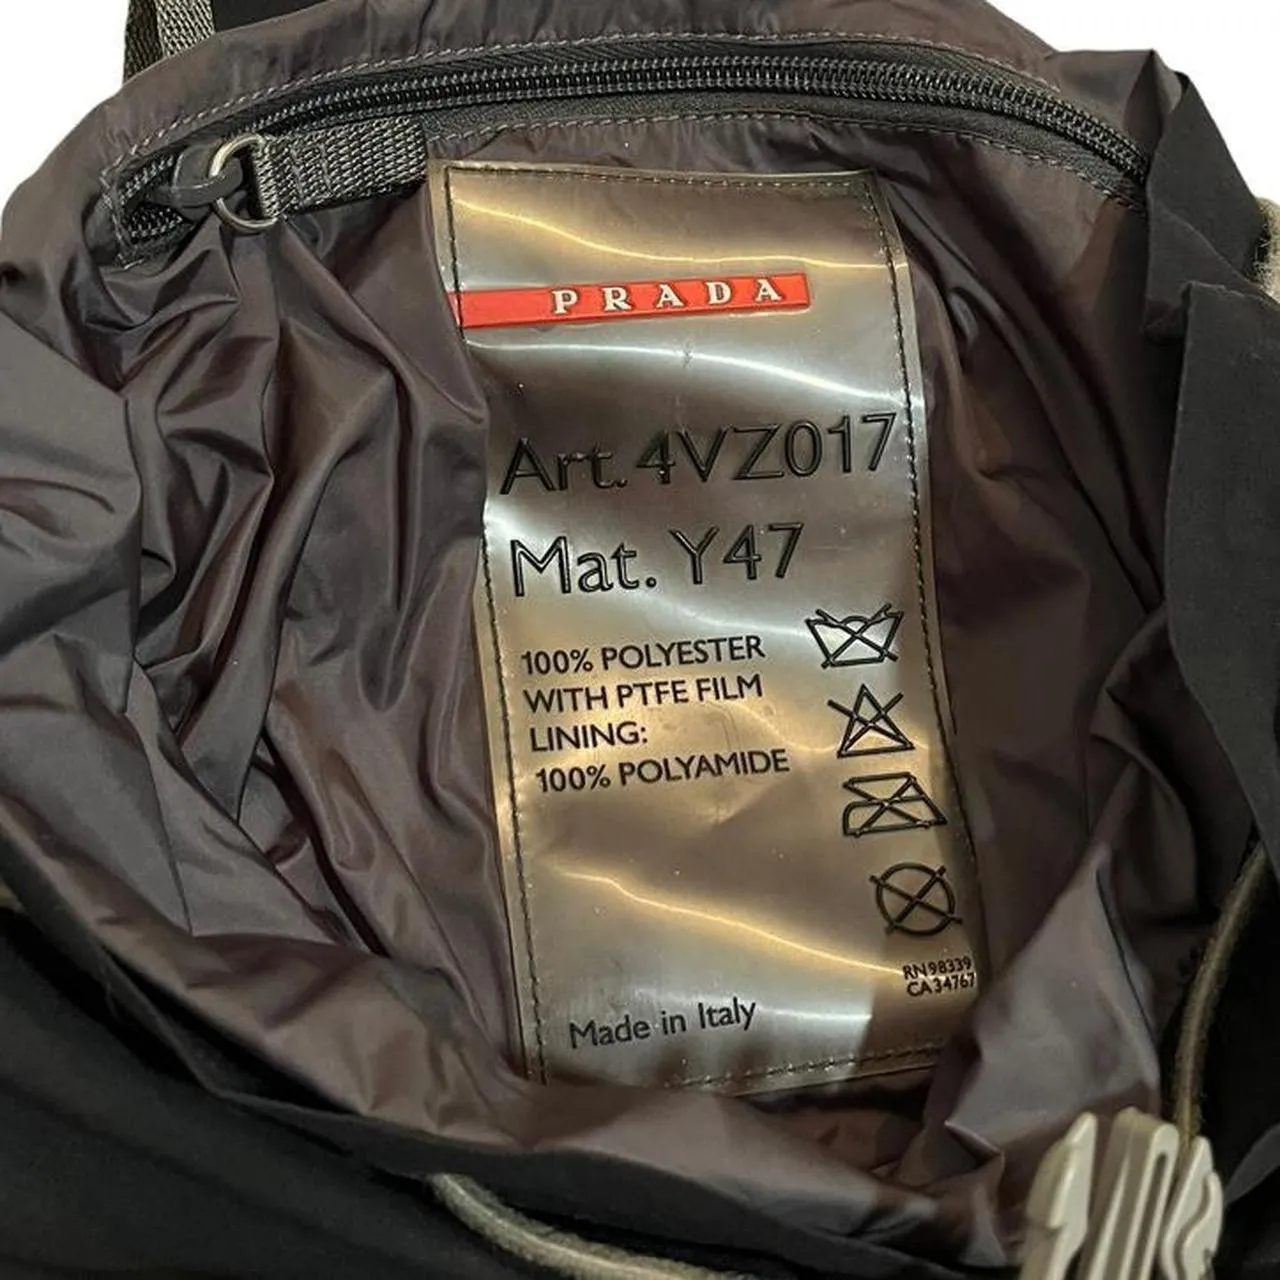 PRADA
Art. 4VZ017
Mat. Y47
100% POLYESTER
WITH PTFE FILM
LINING:
100% POLYAMIDE
RN 98339
CA 34767
Made in Italy